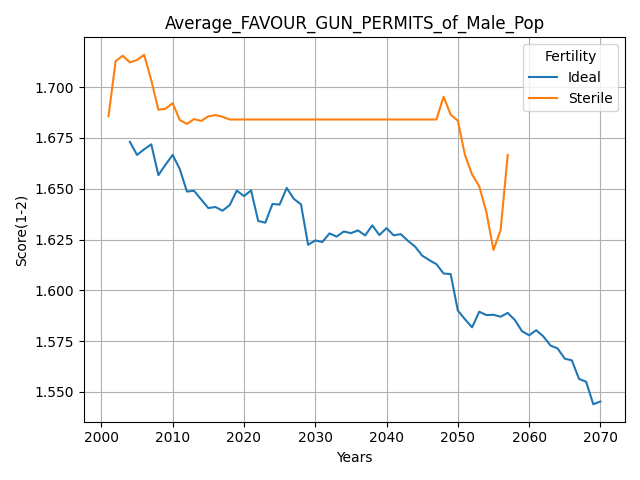 Average_FAVOUR_GUN_PERMITS_of_Male_Pop
Fertility
Ideal
Sterile
Score(1-2)
1.700
1.675
1.650
1.625
1.600
1.575
1.550
2000 2010 2020 2030 2040 2050 2060 2070
Years